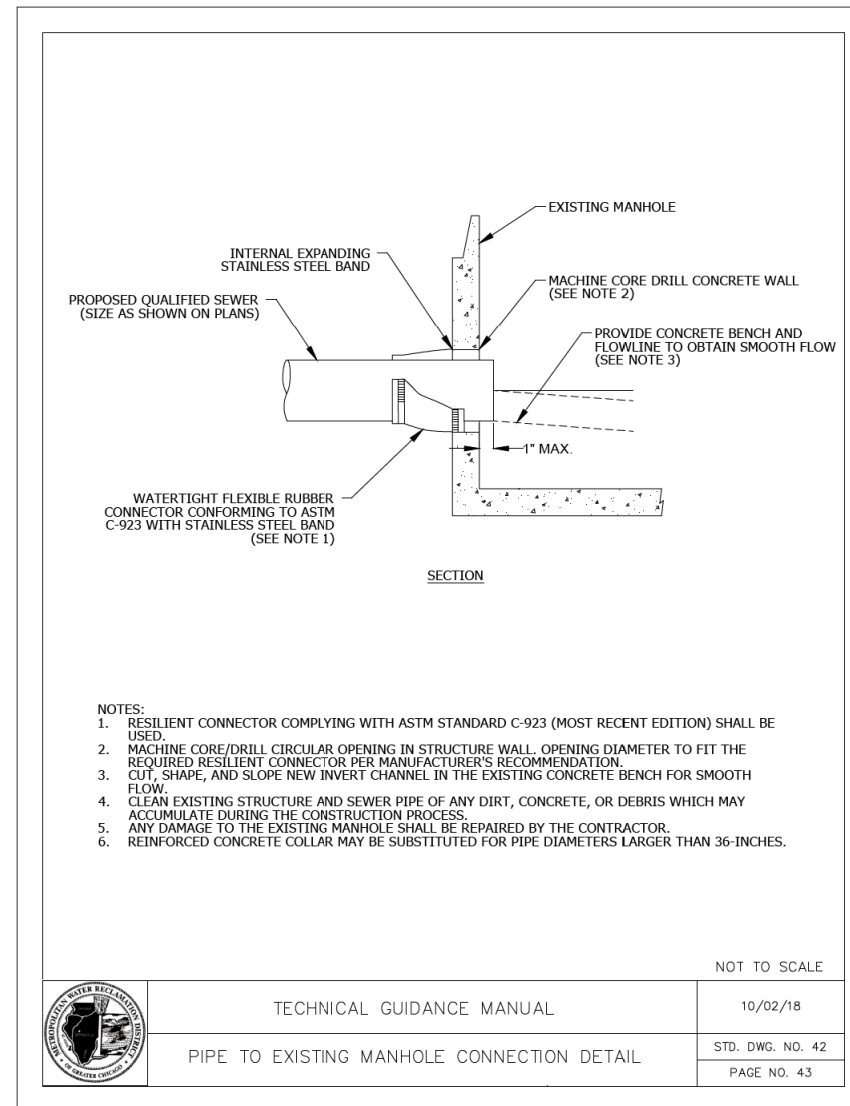 EXISTING MANHOLE
INTERNAL EXPANDING
STAINLESS STEEL BAND
MACHINE CORE DRILL CONCRETE WALL
(SEE NOTE 2)
PROPOSED QUALIFIED SEWER
(SIZE AS SHOWN ON PLANS)
PROVIDE CONCRETE BENCH AND
FLOWLINE TO OBTAIN SMOOTH FLOW
(SEE NOTE 3)
1" MAX.
WATERTIGHT FLEXIBLE RUBBER
CONNECTOR CONFORMING TO ASTM
C-923 WITH STAINLESS STEEL BAND
(SEE NOTE 1)
SECTION
NOTES:
1. RESILIENT CONNECTOR COMPLYING WITH ASTM STANDARD C-923 (MOST RECENT EDITION) SHALL BE
USED.
2. MACHINE CORE/DRILL CIRCULAR OPENING IN STRUCTURE WALL. OPENING DIAMETER TO FIT THE
REQUIRED RESILIENT CONNECTOR PER MANUFACTURER'S RECOMMENDATION.
3. CUT, SHAPE, AND SLOPE NEW INVERT CHANNEL IN THE EXISTING CONCRETE BENCH FOR SMOOTH
FLOW.
4. CLEAN EXISTING STRUCTURE AND SEWER PIPE OF ANY DIRT, CONCRETE, OR DEBRIS WHICH MAY
ACCUMULATE DURING THE CONSTRUCTION PROCESS.
5. ANY DAMAGE TO THE EXISTING MANHOLE SHALL BE REPAIRED BY THE CONTRACTOR.
6. REINFORCED CONCRETE COLLAR MAY BE SUBSTITUTED FOR PIPE DIAMETERS LARGER THAN 36-INCHES.
NOT TO SCALE
METROPOLITAN WATER RECLAMATION DISTRICT
OF GREATER CHICAGO
TECHNICAL GUIDANCE MANUAL
10/02/18
PIPE TO EXISTING MANHOLE CONNECTION DETAIL
STD. DWG. NO. 42
PAGE NO. 43